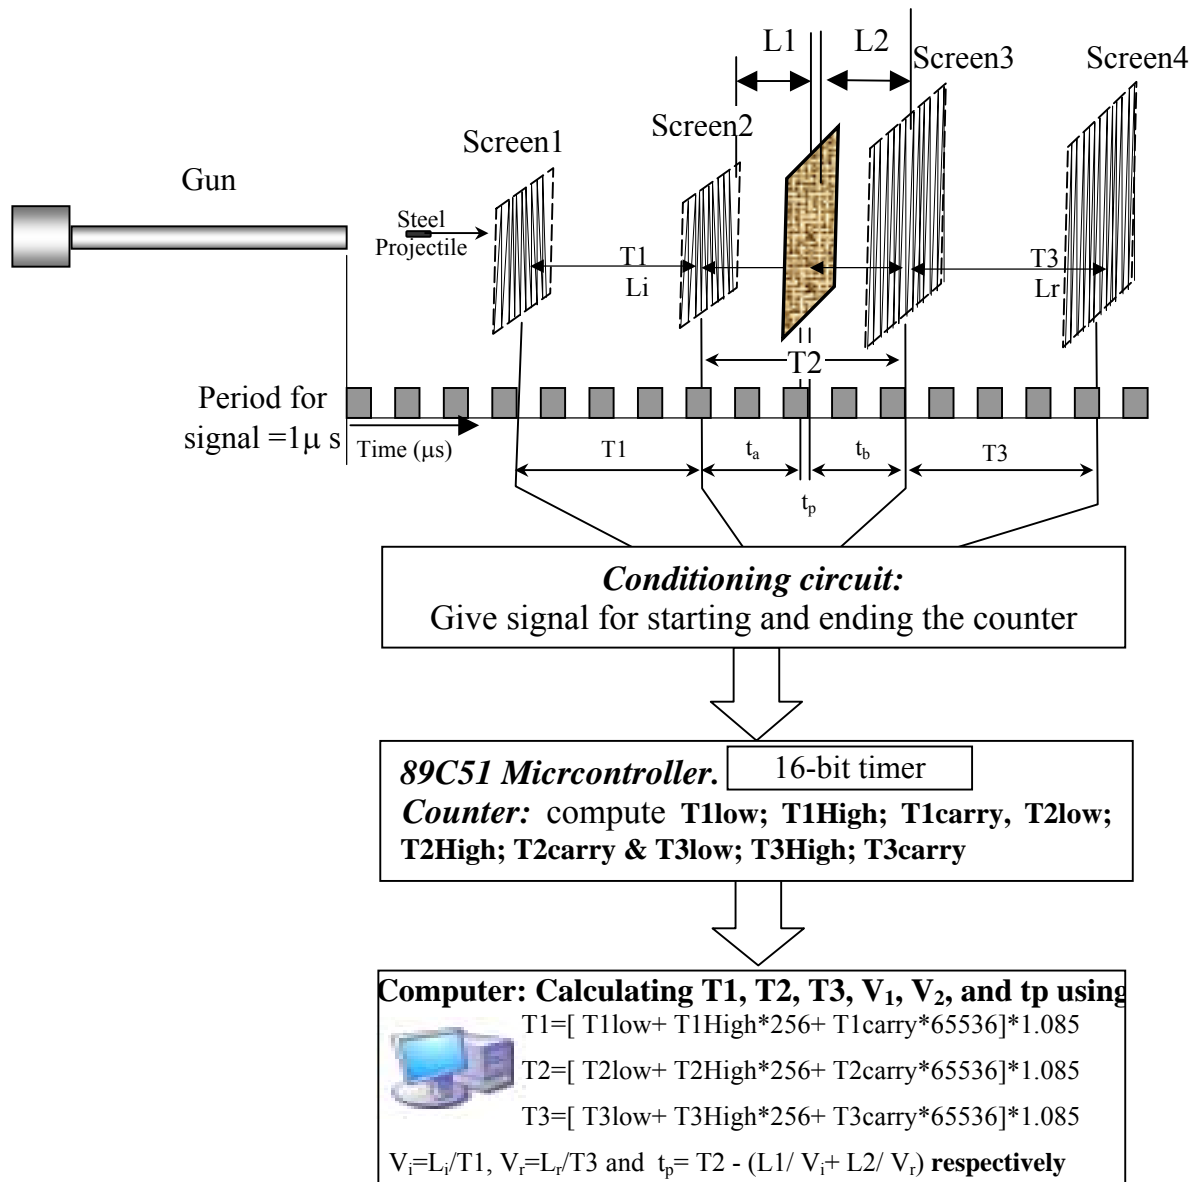 L1
L2
Screen3
Screen4
Screen2
Screen1
Gun
Steel
Projectile
T1
Li
T3
Lr
T2
Period for
signal =1μ s
Time (μs)
T1
tₐ
t_b
T3
tₚ
Conditioning circuit:
Give signal for starting and ending the counter
89C51 Micrcontroller.
16-bit timer
Counter: compute T1low; T1High; T1carry, T2low;
T2High; T2carry & T3low; T3High; T3carry
Computer: Calculating T1, T2, T3, V₁, V₂, and tp using
T1=[ T1low+ T1High*256+ T1carry*65536]*1.085
T2=[ T2low+ T2High*256+ T2carry*65536]*1.085
T3=[ T3low+ T3High*256+ T3carry*65536]*1.085
Vᵢ=Lᵢ/T1, Vᵣ=Lᵣ/T3 and tₚ= T2 - (L1/ Vᵢ+ L2/ Vᵣ) respectively